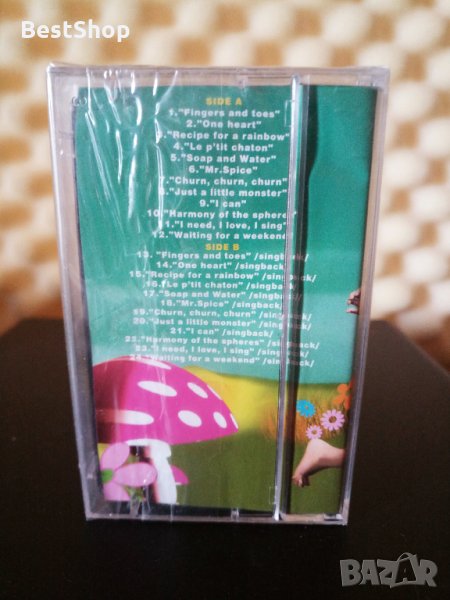 BestShop
SIDE A
1."Fingers and toes"
2."One heart"
3."Recipe for a rainbow"
4."Le p'tit chaton"
5."Soap and Water"
6."Mr.Spice"
7."Churn, churn, churn"
8."Just a little monster"
9."I can"
10."Harmony of the spheres"
11."I need, I love, I sing"
12."Waiting for a weekend
SIDE B
13."Fingers and toes" /singback/
14."One heart" /singback/
15."Recipe for a rainbow" /singback/
16."Le p'tit chaton" /singback
17."Soap and Water" /singback/
18."Mr.Spice" /singback/
19."Churn, churn, churn" /singback/
20."Just a little monster" /singback/
21."I can" /singback/
22."Harmony of the spheres" /singback/
23."I need, I love, I sing" /singback/
24."Waiting for a weekend" /singback/
BAZAR